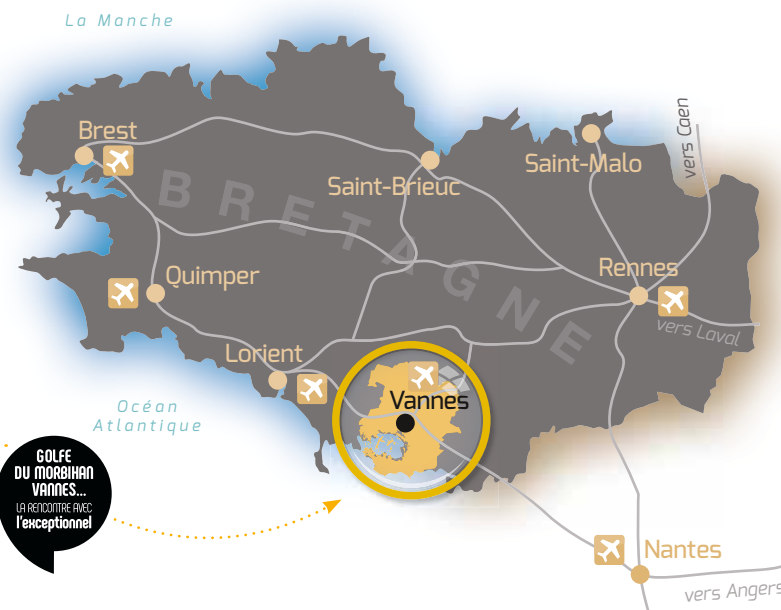 La Manche
Brest
Saint-Brieuc
Saint-Malo
vers Caen
BRETAGNE
Quimper
Rennes
vers Laval
Lorient
Vannes
Océan
Atlantique
GOLFE
DU MORBIHAN
VANNES...
LA RENCONTRE AVEC
l'exceptionnel
Nantes
vers Angers